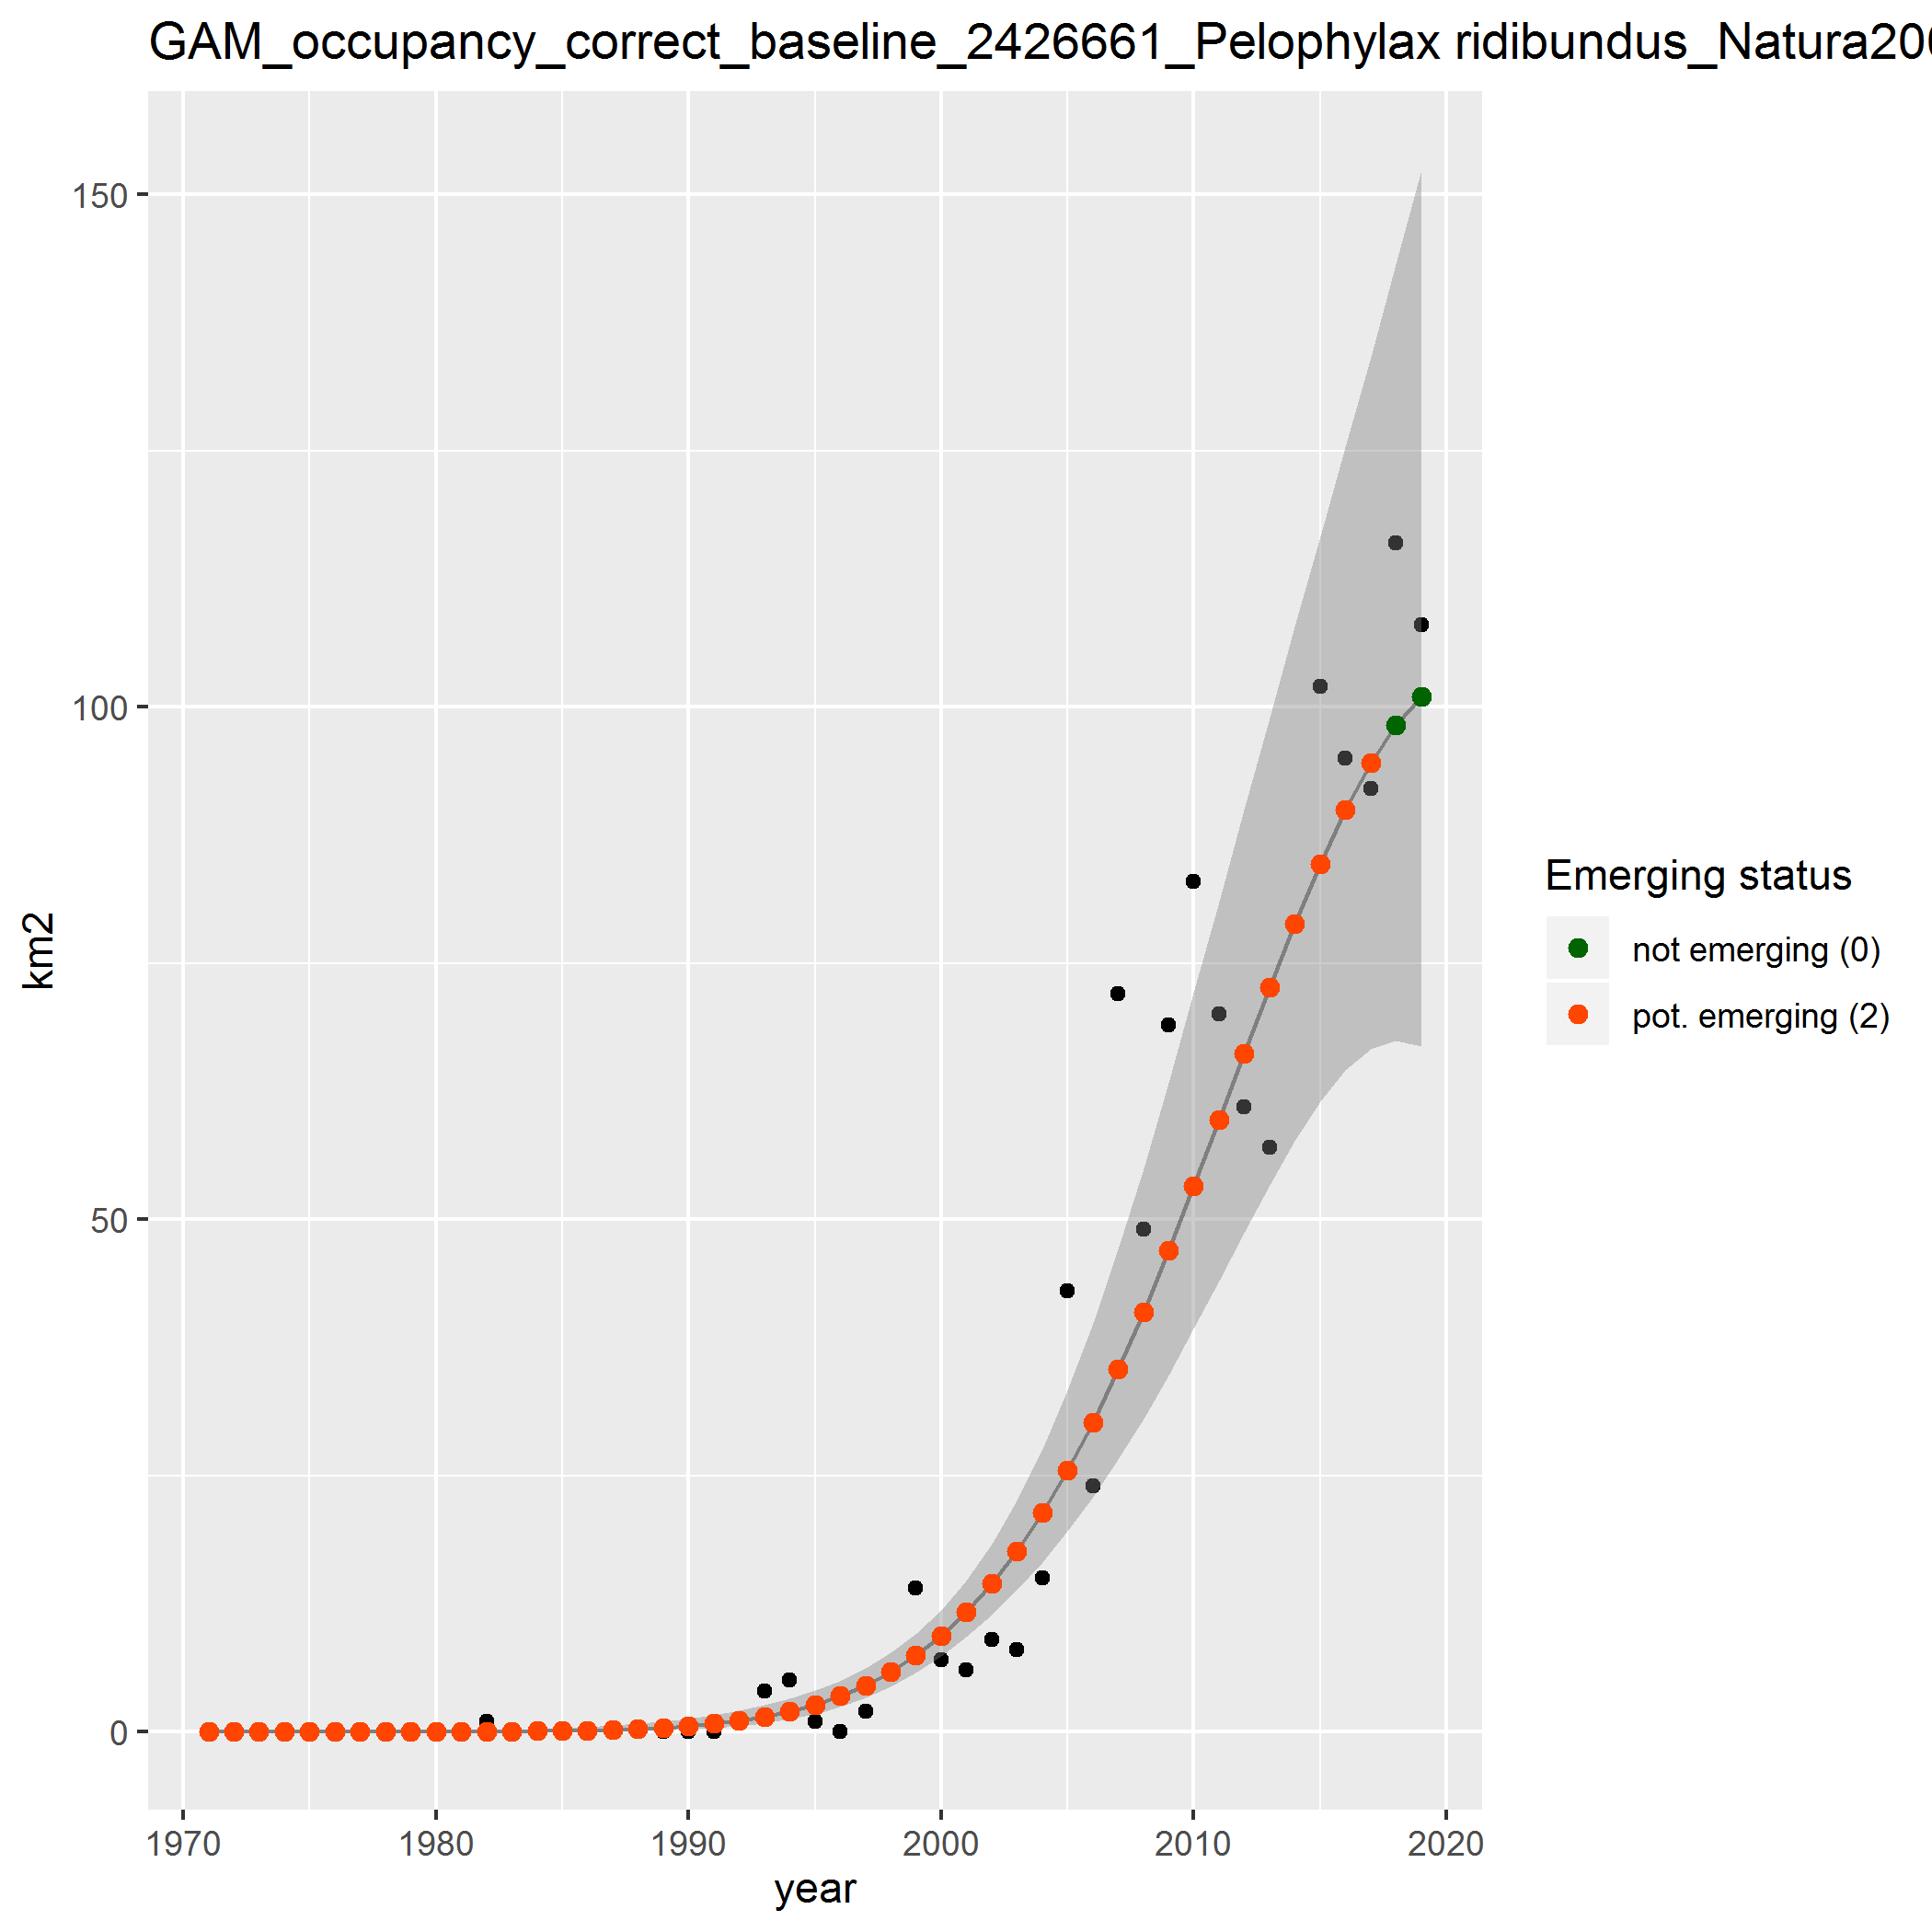 GAM_occupancy_correct_baseline_2426661_Pelophylax ridibundus_Natura200
150
100
50
0
km2
1970 1980 1990 2000 2010 2020
year
Emerging status
not emerging (0)
pot. emerging (2)